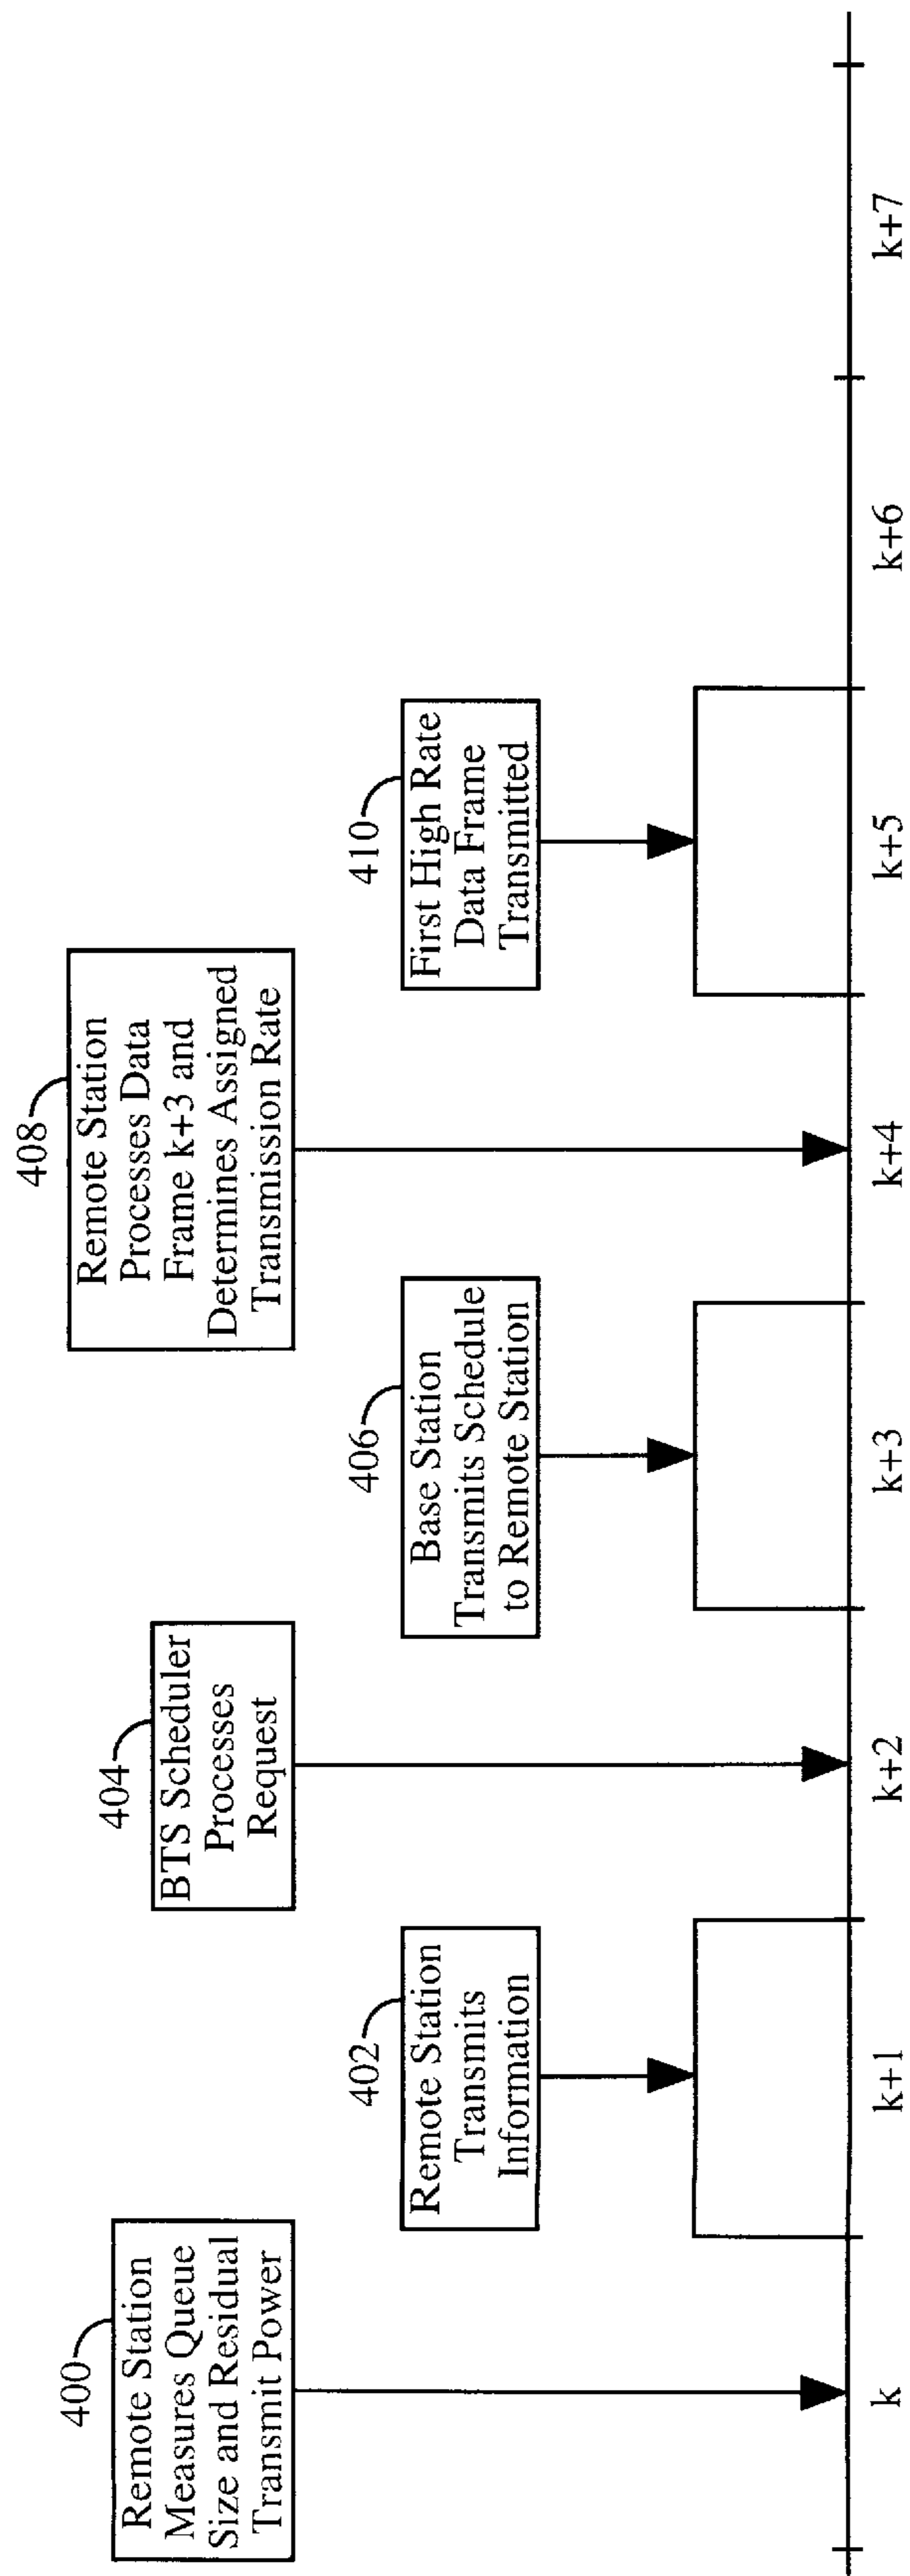 400
Remote Station
Measures Queue
Size and Residual
Transmit Power
402
Remote Station
Transmits
Information
404
BTS Scheduler
Processes
Request
406
Base Station
Transmits Schedule
to Remote Station
408
Remote Station
Processes Data
Frame k+3 and
Determines Assigned
Transmission Rate
410
First High Rate
Data Frame
Transmitted
k
k+1
k+2
k+3
k+4
k+5
k+6
k+7